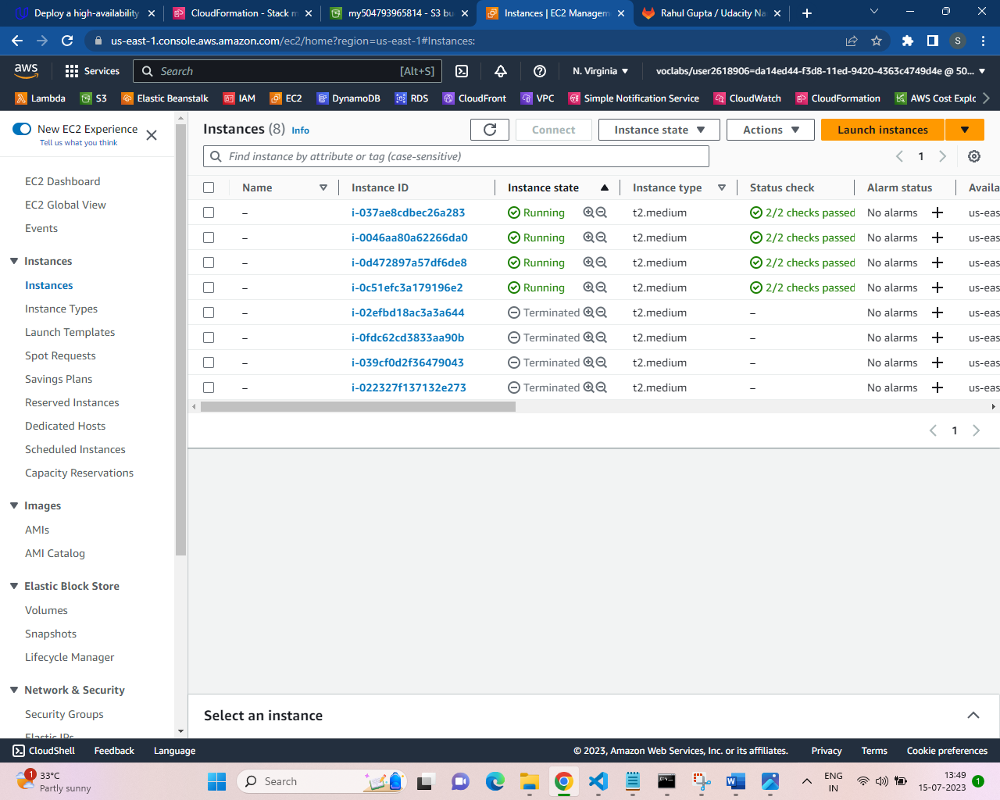 Deploy a high-availability
CloudFormation - Stack m
my504793965814 - S3 bu
Instances | EC2 Managem
Rahul Gupta / Udacity Na
us-east-1.console.aws.amazon.com/ec2/home?region=us-east-1#Instances:
S
aws
Services
Search
[Alt+S]
N. Virginia
voclabs/user2618906=da14ed44-f3d8-11ed-9420-4363c4749d4e @ 50...
Lambda
S3
Elastic Beanstalk
IAM
EC2
DynamoDB
RDS
CloudFront
VPC
Simple Notification Service
CloudWatch
CloudFormation
AWS Cost Explo
New EC2 Experience
Tell us what you think
EC2 Dashboard
EC2 Global View
Events
Instances
Instances
Instance Types
Launch Templates
Spot Requests
Savings Plans
Reserved Instances
Dedicated Hosts
Scheduled Instances
Capacity Reservations
Images
AMIs
AMI Catalog
Elastic Block Store
Volumes
Snapshots
Lifecycle Manager
Network & Security
Security Groups
Elastic IPs
Instances (8) Info
Connect
Instance state
Actions
Launch instances
Find instance by attribute or tag (case-sensitive)
1
Name Instance ID Instance state Instance type Status check Alarm status Availa
– i-037ae8cdbec26a283 Running t2.medium 2/2 checks passed No alarms us-eas
– i-0046aa80a62266da0 Running t2.medium 2/2 checks passed No alarms us-eas
– i-0d472897a57df6de8 Running t2.medium 2/2 checks passed No alarms us-eas
– i-0c51efc3a179196e2 Running t2.medium 2/2 checks passed No alarms us-eas
– i-02efbd18ac3a3a644 Terminated t2.medium – No alarms us-eas
– i-0fdc62cd3833aa90b Terminated t2.medium – No alarms us-eas
– i-039cf0d2f36479043 Terminated t2.medium – No alarms us-eas
– i-022327f137132e273 Terminated t2.medium – No alarms us-eas
1
Select an instance
CloudShell
Feedback
Language
© 2023, Amazon Web Services, Inc. or its affiliates.
Privacy
Terms
Cookie preferences
1
33°C
Partly sunny
Search
ENG
IN
13:49
15-07-2023
1